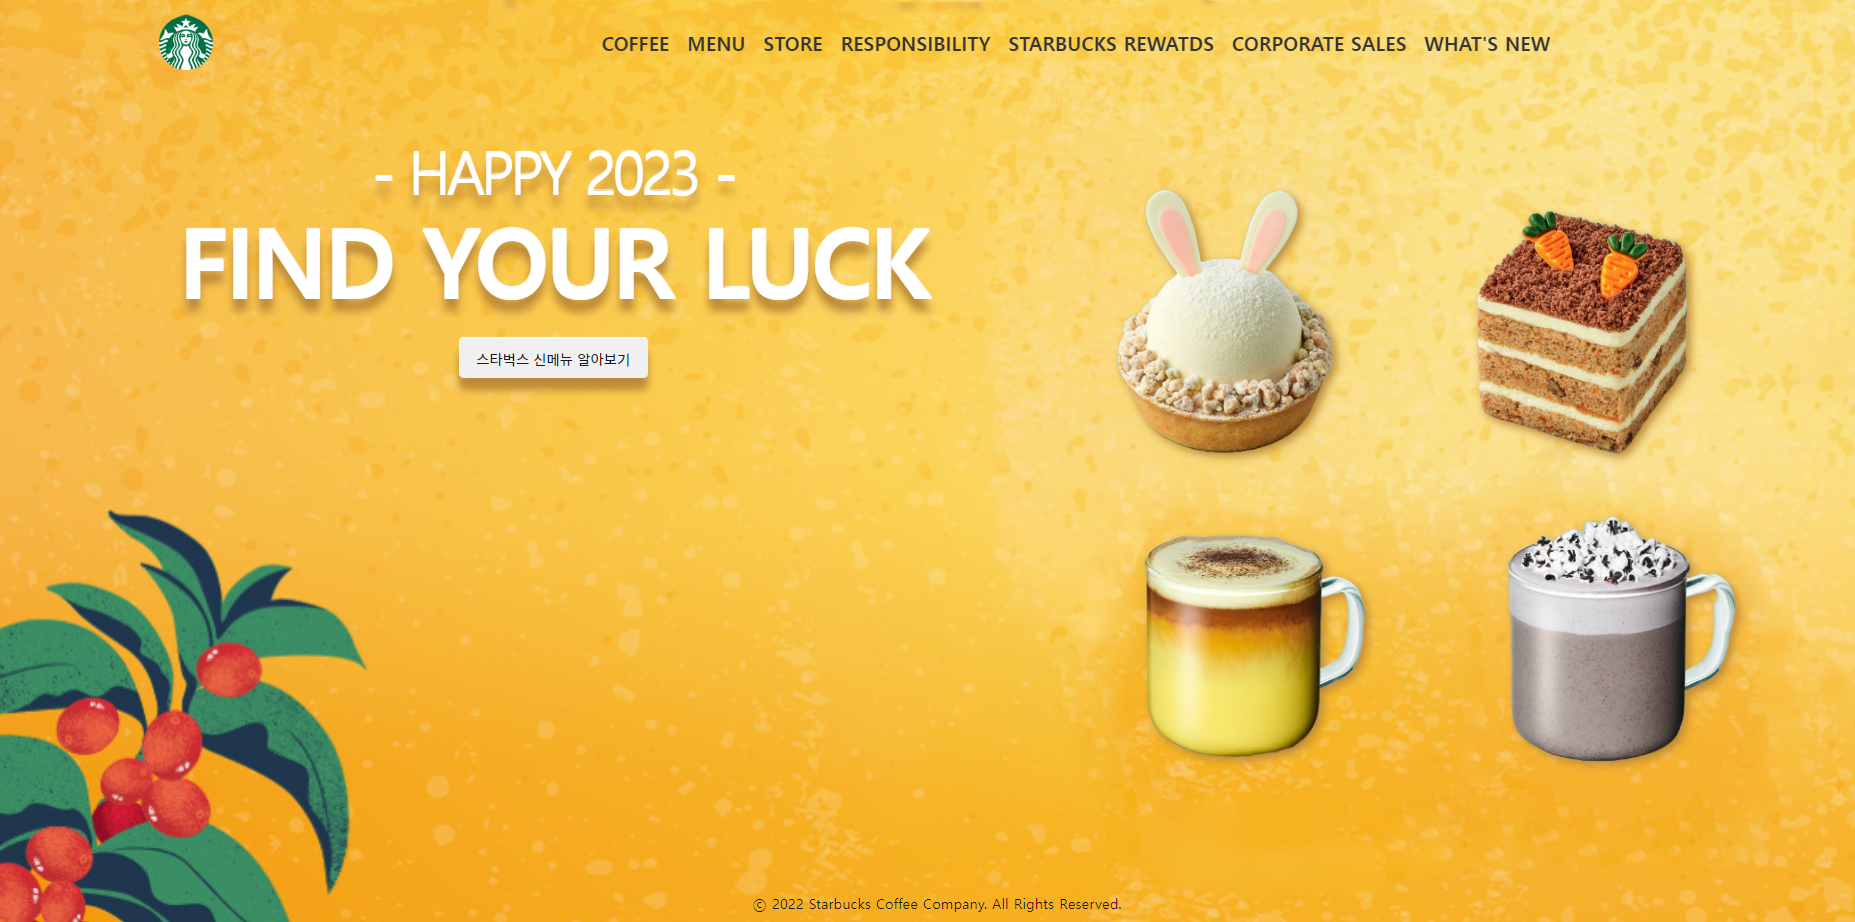 COFFEE MENU STORE RESPONSIBILITY STARBUCKS REWATDS CORPORATE SALES WHAT'S NEW
- HAPPY 2023 -
FIND YOUR LUCK
스타벅스 신메뉴 알아보기
© 2022 Starbucks Coffee Company. All Rights Reserved.